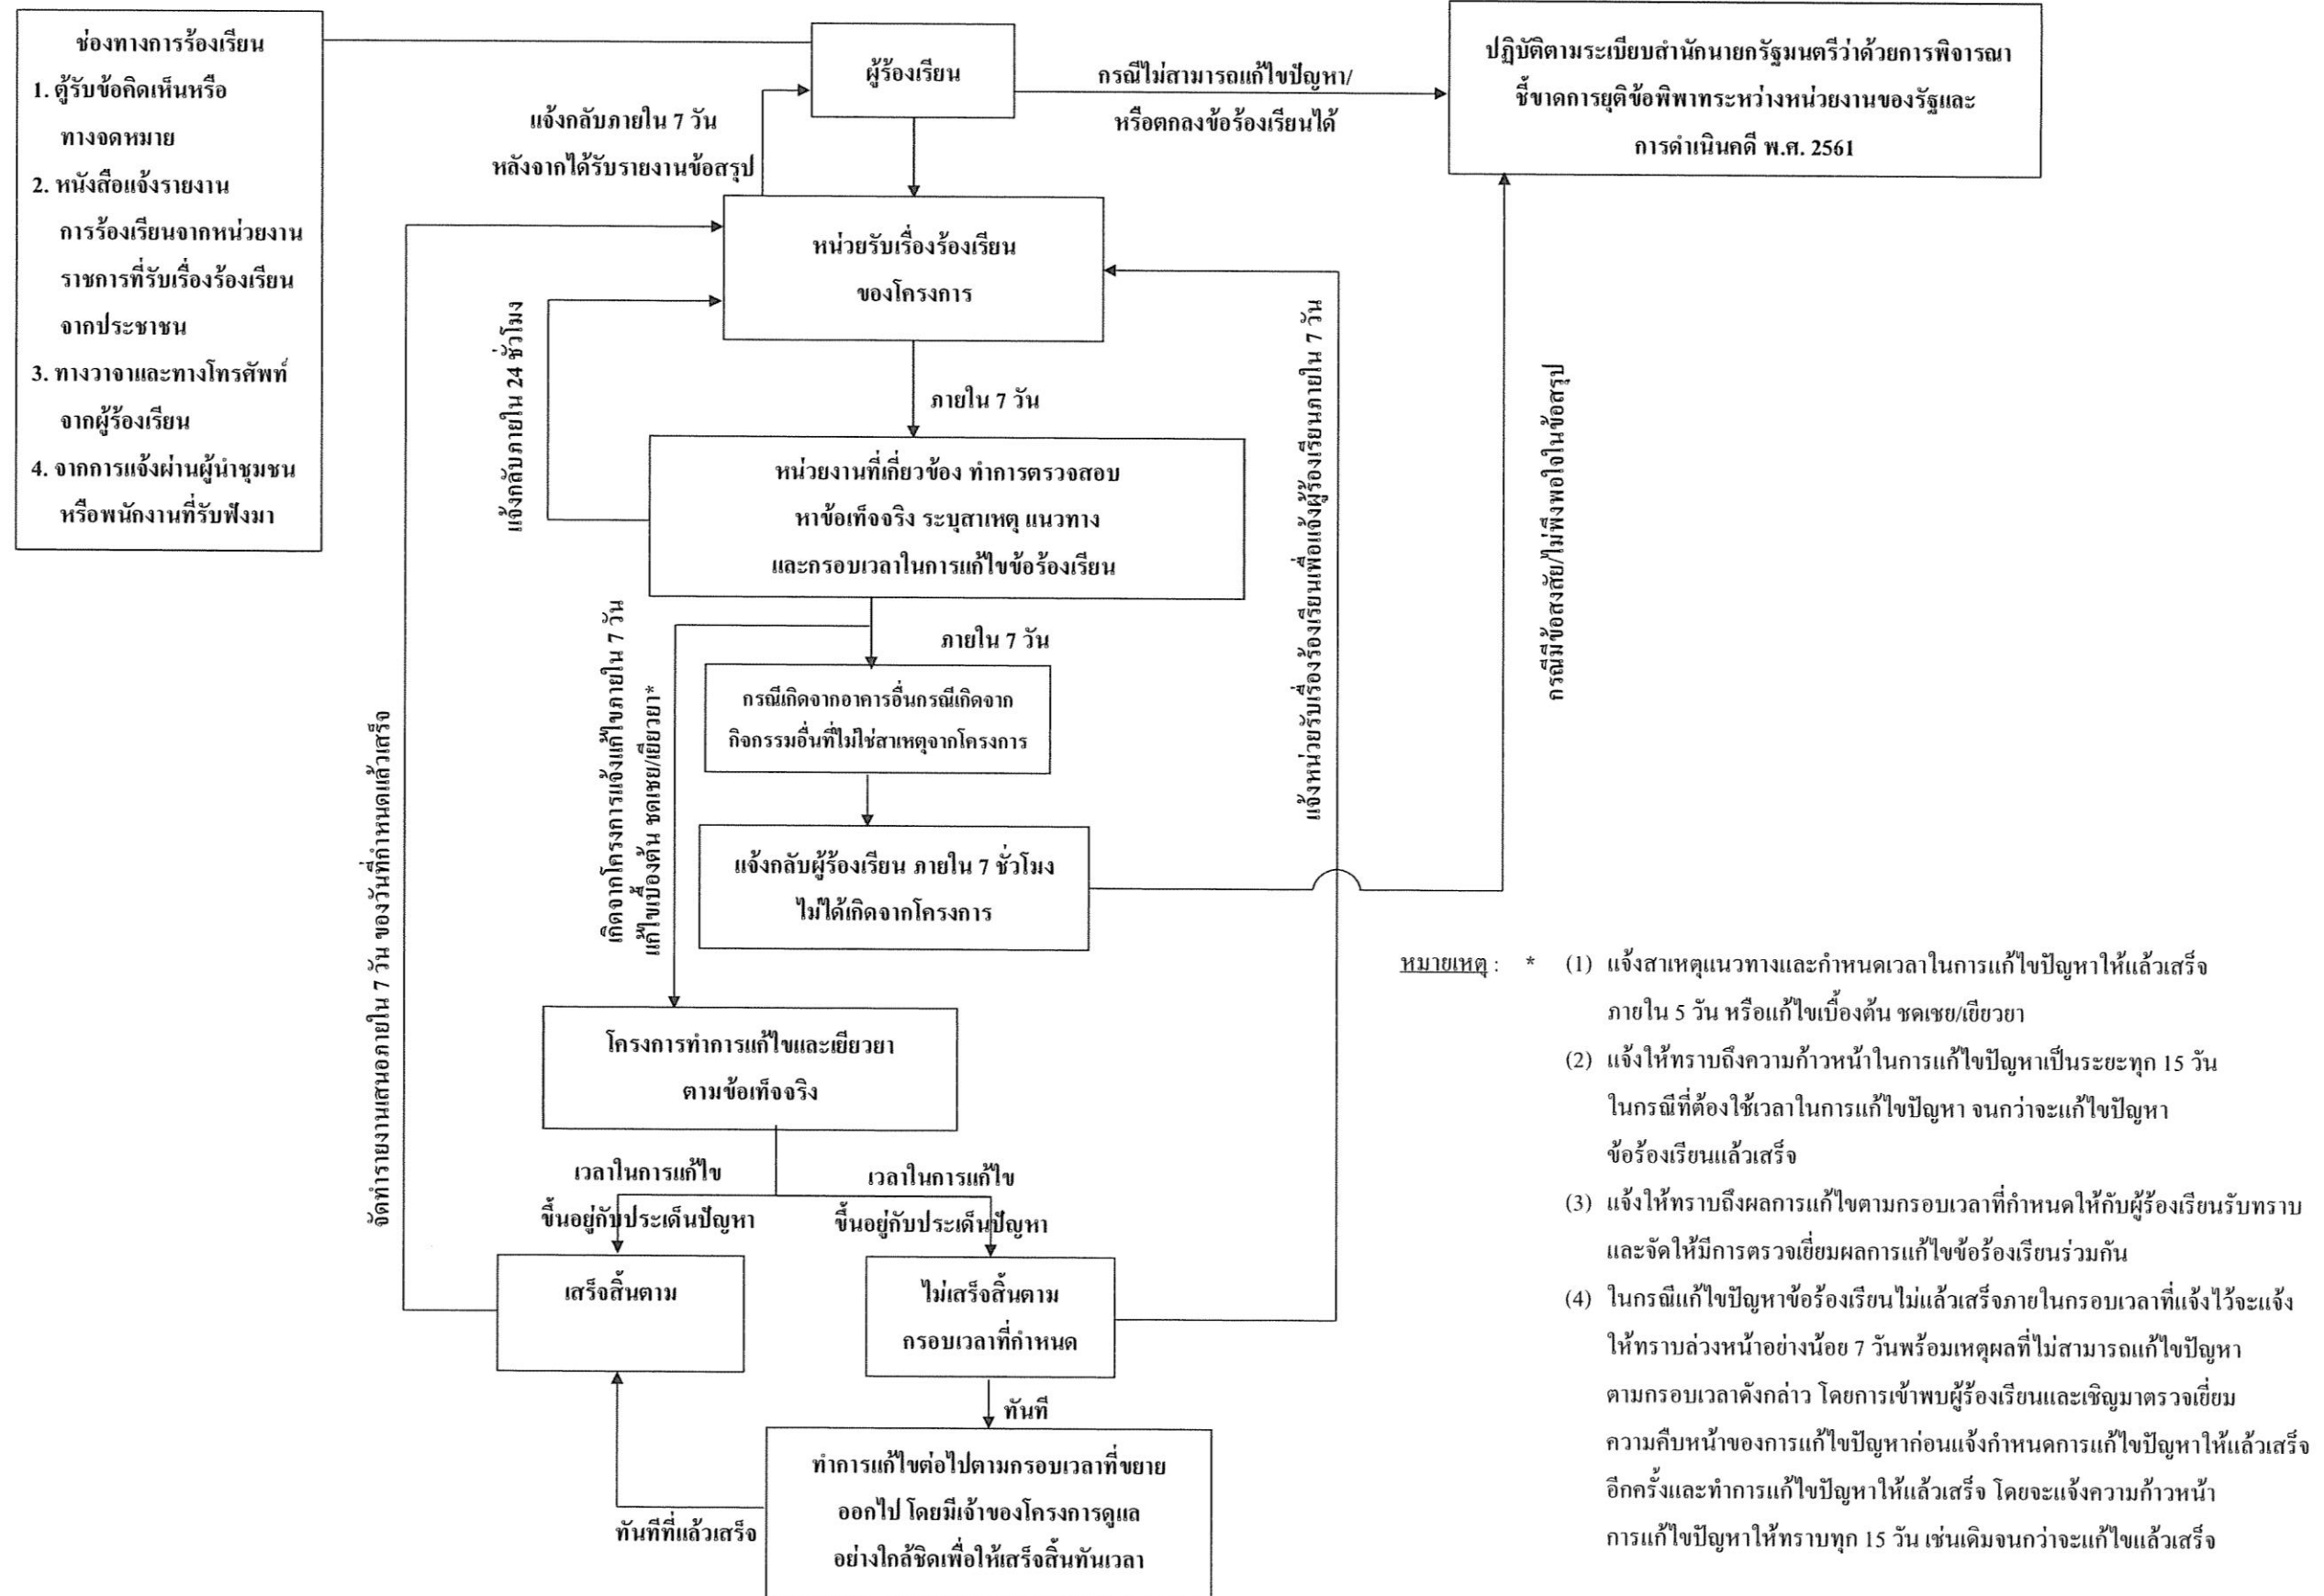 ช่องทางการร้องเรียน
1. ตู้รับข้อคิดเห็นหรือ
ทางจดหมาย
2. หนังสือแจ้งรายงาน
การร้องเรียนจากหน่วยงาน
ราชการที่รับเรื่องร้องเรียน
จากประชาชน
3. ทางวาจาและทางโทรศัพท์
จากผู้ร้องเรียน
4. จากการแจ้งผ่านผู้นำชุมชน
หรือพนักงานที่รับฟังมา
ผู้ร้องเรียน
กรณีไม่สามารถแก้ไขปัญหา/
หรือตกลงข้อร้องเรียนได้
ปฏิบัติตามระเบียบสำนักนายกรัฐมนตรีว่าด้วยการพิจารณา
ชี้ขาดการยุติข้อพิพาทระหว่างหน่วยงานของรัฐและ
การดำเนินคดี พ.ศ. 2561
แจ้งกลับภายใน 7 วัน
หลังจากได้รับรายงานข้อสรุป
หน่วยรับเรื่องร้องเรียน
ของโครงการ
แจ้งกลับภายใน 24 ชั่วโมง
ภายใน 7 วัน
หน่วยงานที่เกี่ยวข้อง ทำการตรวจสอบ
หาข้อเท็จจริง ระบุสาเหตุ แนวทาง
และกรอบเวลาในการแก้ไขข้อร้องเรียน
แจ้งหน่วยรับเรื่องร้องเรียนเพื่อแจ้งผู้ร้องเรียนภายใน 7 วัน
กรณีมีข้อสงสัย/ไม่พึงพอใจในข้อสรุป
ภายใน 7 วัน
เกิดจากโครงการแจ้งแก้ไขภายใน 7 วัน
แก้ไขเบื้องต้น ชดเชย/เยียวยา*
กรณีเกิดจากอาคารอื่นกรณีเกิดจาก
กิจกรรมอื่นที่ไม่ใช่สาเหตุจากโครงการ
แจ้งกลับผู้ร้องเรียน ภายใน 7 ชั่วโมง
ไม่ได้เกิดจากโครงการ
จัดทำรายงานเสนอภายใน 7 วัน ของวันที่กำหนดแล้วเสร็จ
โครงการทำการแก้ไขและเยียวยา
ตามข้อเท็จจริง
เวลาในการแก้ไข
ขึ้นอยู่กับประเด็นปัญหา
เวลาในการแก้ไข
ขึ้นอยู่กับประเด็นปัญหา
เสร็จสิ้นตาม
ไม่เสร็จสิ้นตาม
กรอบเวลาที่กำหนด
ทันที
ทำการแก้ไขต่อไปตามกรอบเวลาที่ขยาย
ออกไป โดยมีเจ้าของโครงการดูแล
อย่างใกล้ชิดเพื่อให้เสร็จสิ้นทันเวลา
ทันทีที่แล้วเสร็จ
หมายเหตุ : * (1) แจ้งสาเหตุแนวทางและกำหนดเวลาในการแก้ไขปัญหาให้แล้วเสร็จ
ภายใน 5 วัน หรือแก้ไขเบื้องต้น ชดเชย/เยียวยา
(2) แจ้งให้ทราบถึงความก้าวหน้าในการแก้ไขปัญหาเป็นระยะทุก 15 วัน
ในกรณีที่ต้องใช้เวลาในการแก้ไขปัญหา จนกว่าจะแก้ไขปัญหา
ข้อร้องเรียนแล้วเสร็จ
(3) แจ้งให้ทราบถึงผลการแก้ไขตามกรอบเวลาที่กำหนดให้กับผู้ร้องเรียนรับทราบ
และจัดให้มีการตรวจเยี่ยมผลการแก้ไขข้อร้องเรียนร่วมกัน
(4) ในกรณีแก้ไขปัญหาข้อร้องเรียนไม่แล้วเสร็จภายในกรอบเวลาที่แจ้งไว้จะแจ้ง
ให้ทราบล่วงหน้าอย่างน้อย 7 วันพร้อมเหตุผลที่ไม่สามารถแก้ไขปัญหา
ตามกรอบเวลาดังกล่าว โดยการเข้าพบผู้ร้องเรียนและเชิญมาตรวจเยี่ยม
ความคืบหน้าของการแก้ไขปัญหาก่อนแจ้งกำหนดการแก้ไขปัญหาให้แล้วเสร็จ
อีกครั้งและทำการแก้ไขปัญหาให้แล้วเสร็จ โดยจะแจ้งความก้าวหน้า
การแก้ไขปัญหาให้ทราบทุก 15 วัน เช่นเดิมจนกว่าจะแก้ไขแล้วเสร็จ